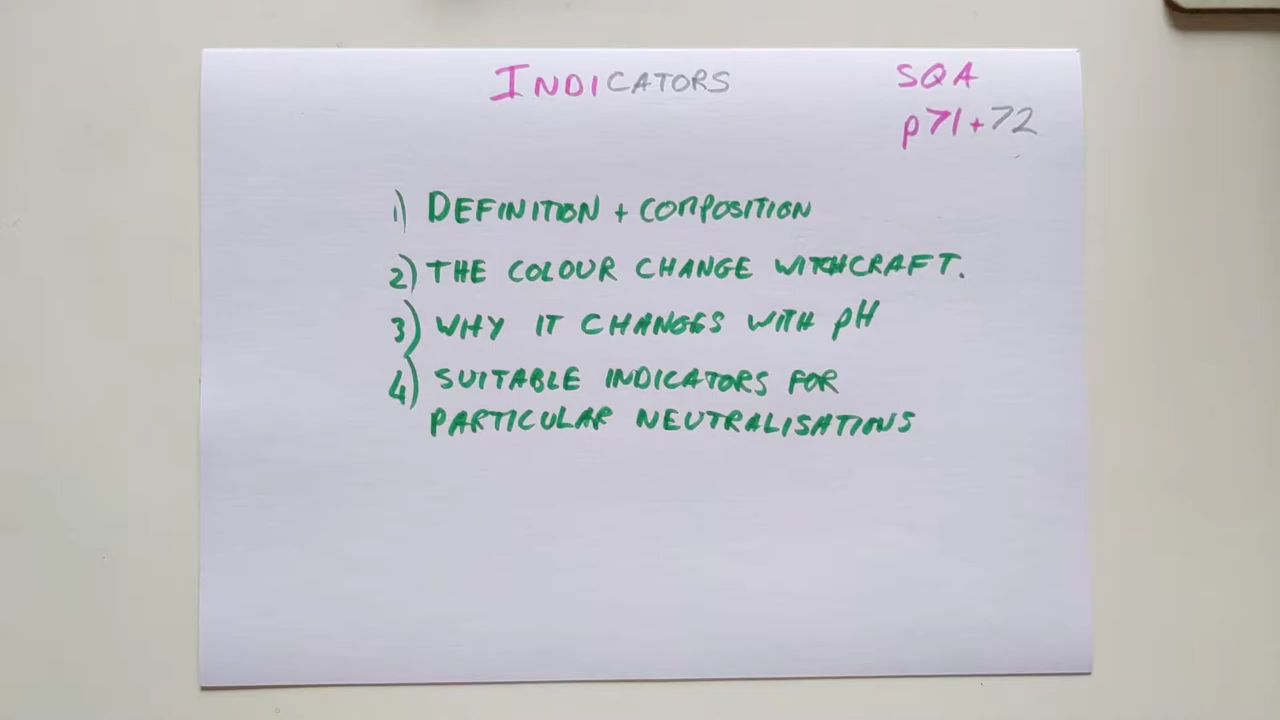 INDICATORS
SQA
p71+72
1) DEFINITION + COMPOSITION
2) THE COLOUR CHANGE WITCHCRAFT.
3) WHY IT CHANGES WITH pH
4) SUITABLE INDICATORS FOR
PARTICULAR NEUTRALISATIONS